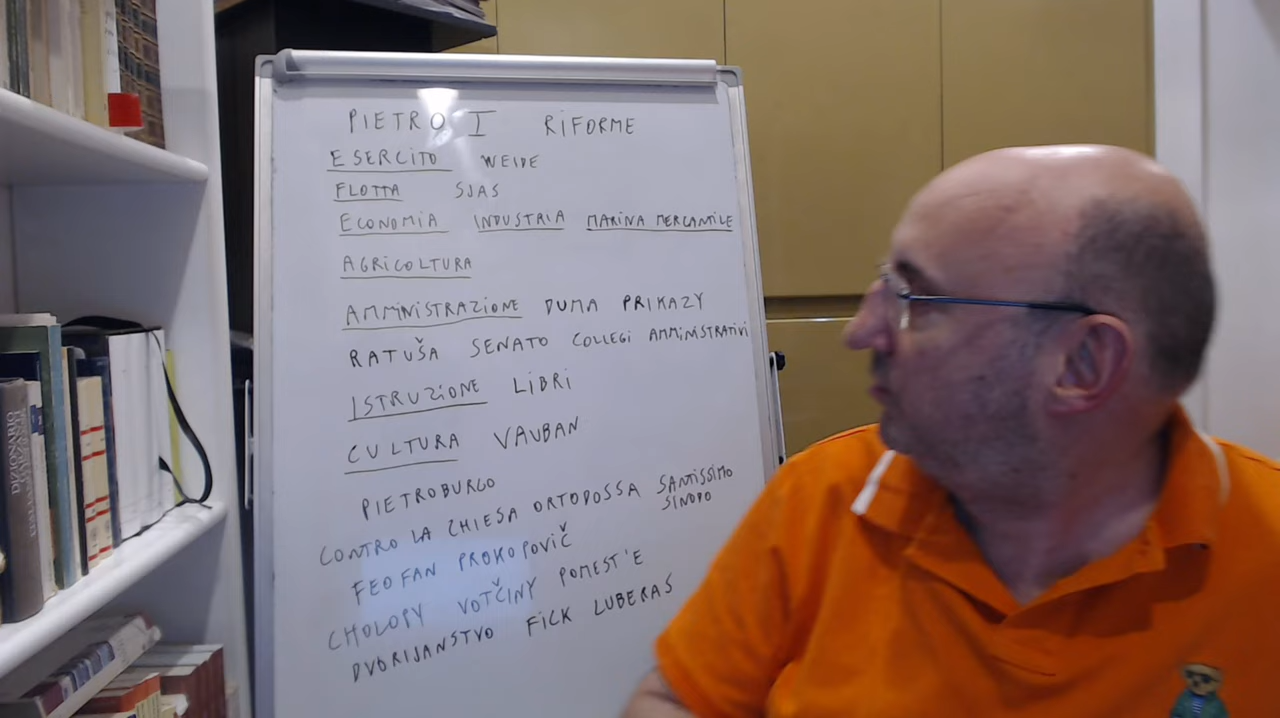 PIETRO I RIFORME
ESERCITO WEIDE
FLOTTA SJAS
ECONOMIA INDUSTRIA MARINA MERCANTILE
AGRICOLTURA
AMMINISTRAZIONE DUMA PRIKAZY
RATUŠA SENATO COLLEGI AMMINISTRATIVI
ISTRUZIONE LIBRI
CULTURA VAUBAN
PIETROBURGO
CONTRO LA CHIESA ORTODOSSA SANTISSIMO
SINODO
FEOFAN PROKOPOVIČ
CHOLOPY VOTČINY POMEST'E
DVORIJANSTVO FICK LUBERAS